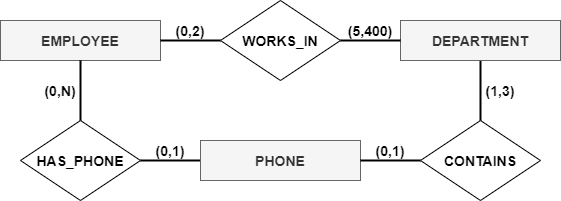 (0,2)
(5,400)
EMPLOYEE
WORKS_IN
DEPARTMENT
(0,N)
(1,3)
(0,1)
(0,1)
HAS_PHONE
PHONE
CONTAINS